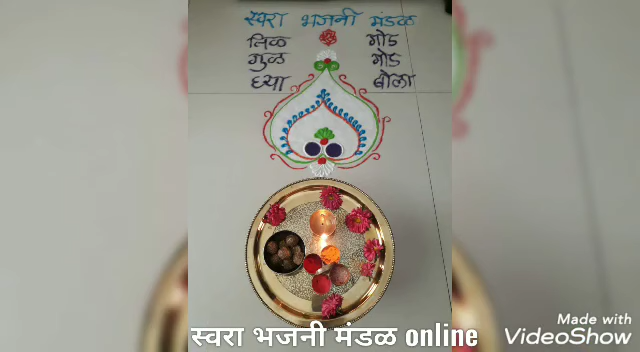 स्वरा भजनी मंडळ
तिळ गोड
गुळ गोड
घ्या बोला
स्वरा भजनी मंडळ online
Made with
VideoShow